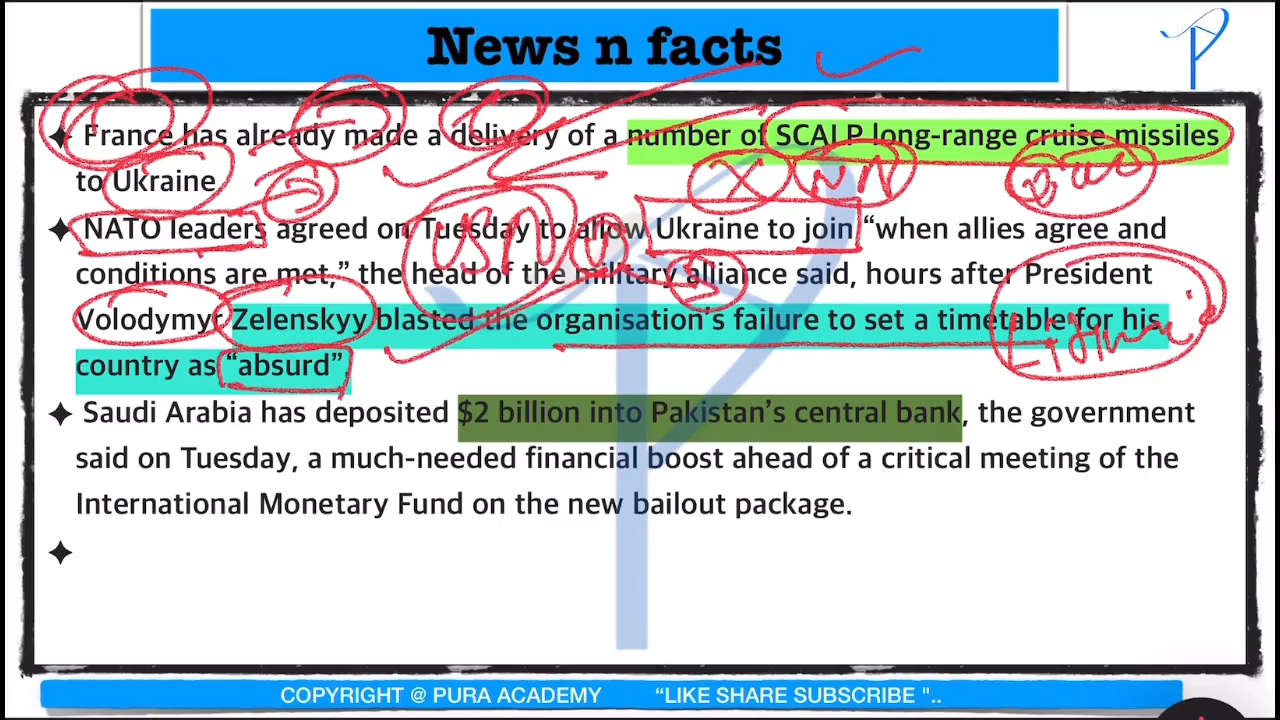 News n facts
✦ France has already made a delivery of a number of SCALP long-range cruise missiles
to Ukraine.
✦ NATO leaders agreed on Tuesday to allow Ukraine to join “when allies agree and
conditions are met,” the head of the military alliance said, hours after President
Volodymyr Zelenskyy blasted the organisation’s failure to set a timetable for his
country as “absurd”
✦ Saudi Arabia has deposited $2 billion into Pakistan’s central bank, the government
said on Tuesday, a much-needed financial boost ahead of a critical meeting of the
International Monetary Fund on the new bailout package.
✦
COPYRIGHT @ PURA ACADEMY “LIKE SHARE SUBSCRIBE "..